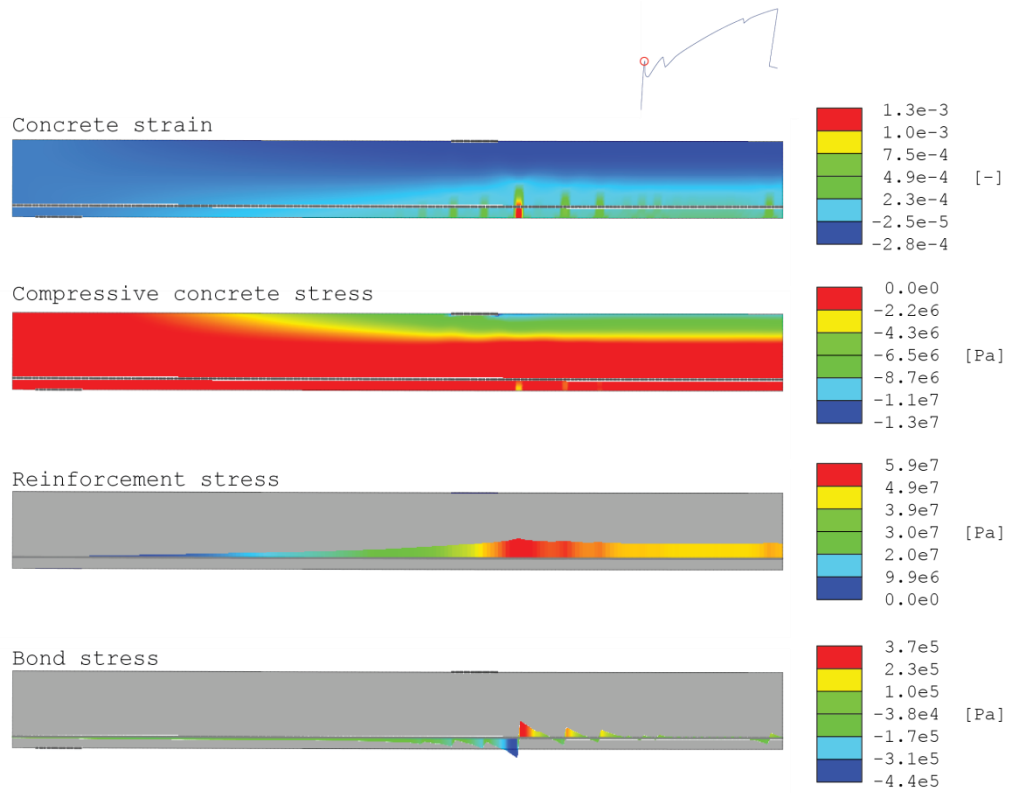 Concrete strain
1.3e-3
1.0e-3
7.5e-4
4.9e-4 [-]
2.3e-4
-2.5e-5
-2.8e-4
Compressive concrete stress
0.0e0
-2.2e6
-4.3e6
-6.5e6 [Pa]
-8.7e6
-1.1e7
-1.3e7
Reinforcement stress
5.9e7
4.9e7
3.9e7
3.0e7 [Pa]
2.0e7
9.9e6
0.0e0
Bond stress
3.7e5
2.3e5
1.0e5
-3.8e4 [Pa]
-1.7e5
-3.1e5
-4.4e5